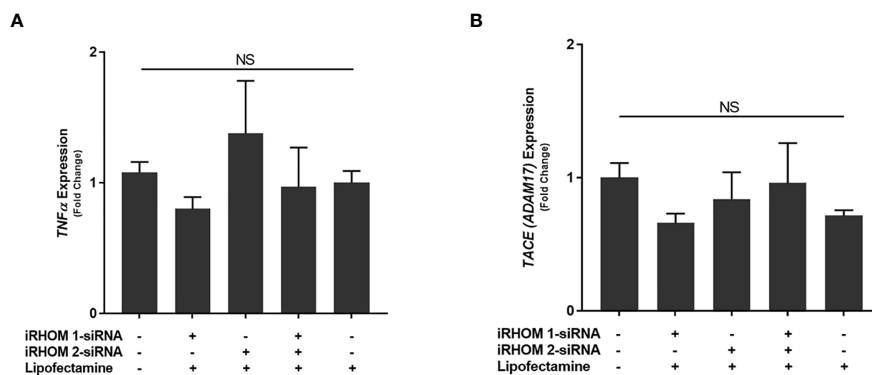 A
B
2
NS
1
0
TNFα Expression
(Fold Change)
iRHOM 1-siRNA - + - + -
iRHOM 2-siRNA - - + + -
Lipofectamine - + + + +
2
NS
1
0
TACE (ADAM17) Expression
(Fold Change)
iRHOM 1-siRNA - + - + -
iRHOM 2-siRNA - - + + -
Lipofectamine - + + + +